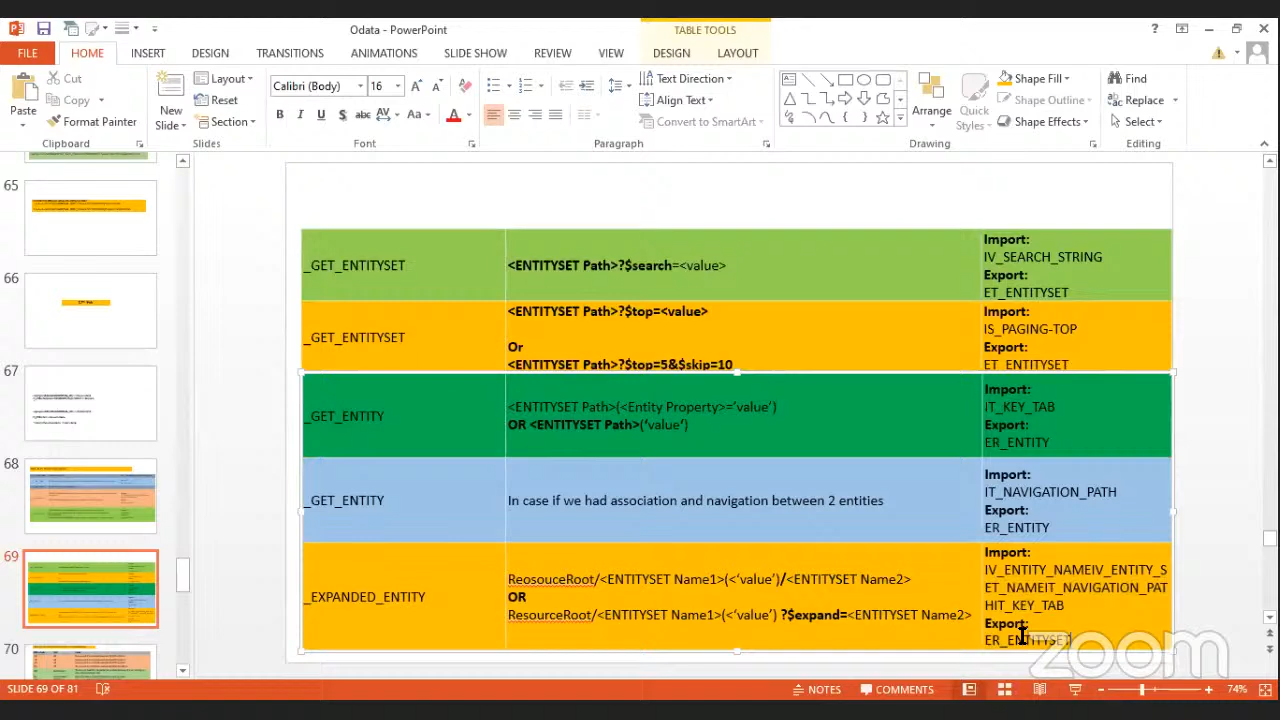 Odata - PowerPoint
TABLE TOOLS
FILE HOME INSERT DESIGN TRANSITIONS ANIMATIONS SLIDE SHOW REVIEW VIEW DESIGN LAYOUT
Paste
Cut
Copy
Format Painter
Clipboard
New
Slide
Layout
Reset
Section
Slides
Calibri (Body) 16
Font
Paragraph
Text Direction
Align Text
Convert to SmartArt
Arrange
Quick
Styles
Shape Fill
Shape Outline
Shape Effects
Drawing
Find
Replace
Select
Editing
65
66
67
68
69
70
_GET_ENTITYSET
<ENTITYSET Path>?$search=<value>
Import:
IV_SEARCH_STRING
Export:
ET_ENTITYSET
_GET_ENTITYSET
<ENTITYSET Path>?$top=<value>
Or
<ENTITYSET Path>?$top=5&$skip=10
Import:
IS_PAGING-TOP
Export:
ET_ENTITYSET
_GET_ENTITY
<ENTITYSET Path>(<Entity Property>='value')
OR <ENTITYSET Path>('value')
Import:
IT_KEY_TAB
Export:
ER_ENTITY
_GET_ENTITY
In case if we had association and navigation between 2 entities
Import:
IT_NAVIGATION_PATH
Export:
ER_ENTITY
_EXPANDED_ENTITY
ReosouceRoot/<ENTITYSET Name1>(<'value')/<ENTITYSET Name2>
OR
ResourceRoot/<ENTITYSET Name1>(<'value') ?$expand=<ENTITYSET Name2>
Import:
IV_ENTITY_NAMEIV_ENTITY_S
ET_NAMEIT_NAVIGATION_PAT
HIT_KEY_TAB
Export:
ER_ENTITYSET
zoom
SLIDE 69 OF 81
NOTES
COMMENTS
74%